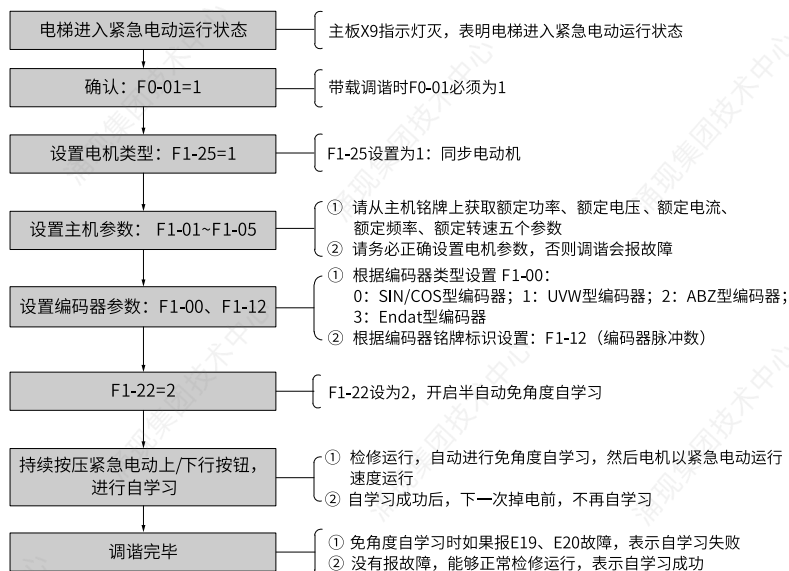 电梯进入紧急电动运行状态
主板X9指示灯灭，表明电梯进入紧急电动运行状态
确认：F0-01=1
带载调谐时F0-01必须为1
设置电机类型：F1-25=1
F1-25设置为1：同步电动机
设置主机参数： F1-01~F1-05
① 请从主机铭牌上获取额定功率、额定电压、额定电流、
额定频率、额定转速五个参数
② 请务必正确设置电机参数，否则调谐会报故障
设置编码器参数：F1-00、F1-12
① 根据编码器类型设置 F1-00：
0：SIN/COS型编码器；1：UVW型编码器；2：ABZ型编码器；
3：Endat型编码器
② 根据编码器铭牌标识设置：F1-12（编码器脉冲数）
F1-22=2
F1-22设为2，开启半自动免角度自学习
持续按压紧急电动上/下行按钮，
进行自学习
① 检修运行，自动进行免角度自学习，然后电机以紧急电动运行
速度运行
② 自学习成功后，下一次掉电前，不再自学习
调谐完毕
① 免角度自学习时如果报E19、E20故障，表示自学习失败
② 没有报故障，能够正常检修运行，表示自学习成功